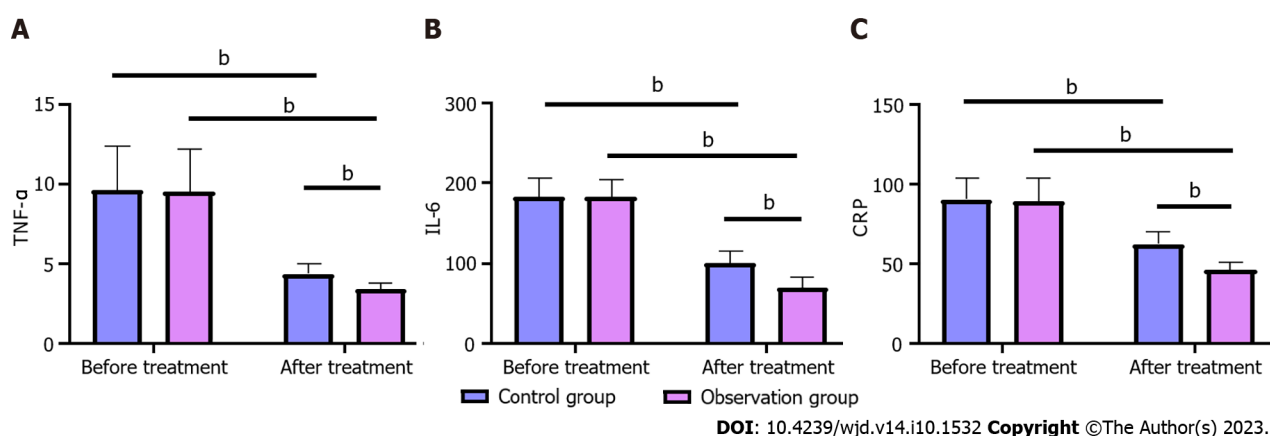 A
TNF-α
15
10
5
0
b
b
b
Before treatment
After treatment
B
IL-6
300
200
100
0
b
b
b
Before treatment
After treatment
C
CRP
150
100
50
0
b
b
b
Before treatment
After treatment
Control group
Observation group
DOI: 10.4239/wjd.v14.i10.1532 Copyright ©The Author(s) 2023.